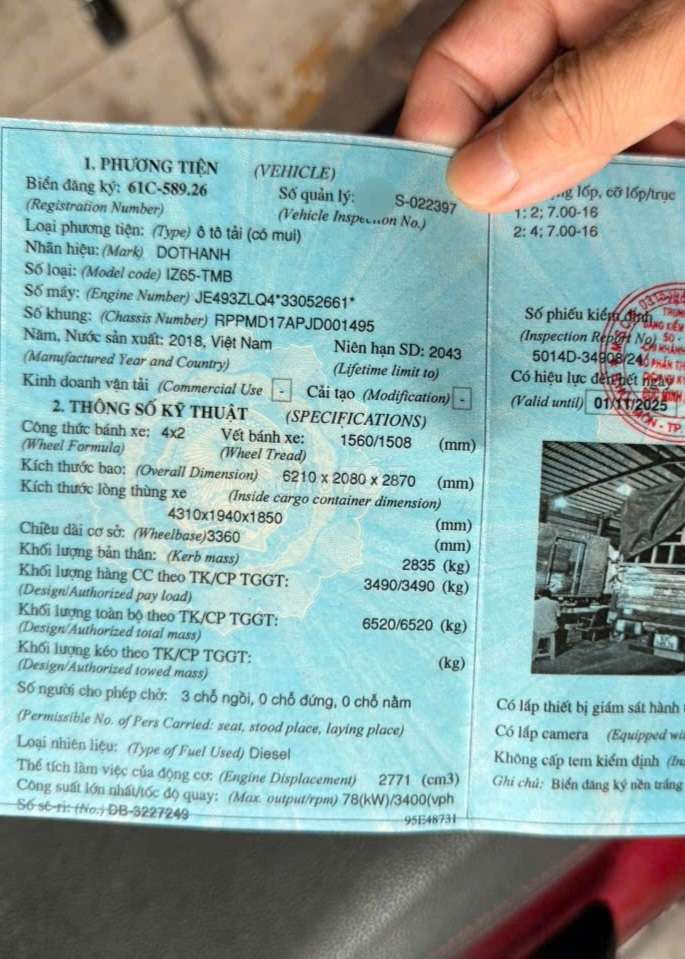 1. PHƯƠNG TIỆN (VEHICLE)
Biển đăng ký: 61C-589.26 Số quản lý: S-022397
(Registration Number) (Vehicle Inspection No.)
Loại phương tiện: (Type) ô tô tải (có mui)
Nhãn hiệu: (Mark) DOTHANH
Số loại: (Model code) IZ65-TMB
Số máy: (Engine Number) JE493ZLQ4*33052661*
Số khung: (Chassis Number) RPPMD17APJD001495
Năm, Nước sản xuất: 2018, Việt Nam Niên hạn SD: 2043
(Manufactured Year and Country) (Lifetime limit to)
Kinh doanh vận tải (Commercial Use - Cải tạo (Modification) -
2. THÔNG SỐ KỸ THUẬT (SPECIFICATIONS)
Công thức bánh xe: 4x2 Vết bánh xe: 1560/1508 (mm)
(Wheel Formula) (Wheel Tread)
Kích thước bao: (Overall Dimension) 6210 x 2080 x 2870 (mm)
Kích thước lòng thùng xe (Inside cargo container dimension)
4310x1940x1850 (mm)
Chiều dài cơ sở: (Wheelbase)3360 (mm)
Khối lượng bản thân: (Kerb mass) 2835 (kg)
Khối lượng hàng CC theo TK/CP TGGT: 3490/3490 (kg)
(Design/Authorized pay load)
Khối lượng toàn bộ theo TK/CP TGGT: 6520/6520 (kg)
(Design/Authorized total mass)
Khối lượng kéo theo TK/CP TGGT: (kg)
(Design/Authorized towed mass)
Số người cho phép chở: 3 chỗ ngồi, 0 chỗ đứng, 0 chỗ nằm
(Permissible No. of Pers Carried: seat, stood place, laying place)
Loại nhiên liệu: (Type of Fuel Used) Diesel
Thể tích làm việc của động cơ: (Engine Displacement) 2771 (cm3)
Công suất lớn nhất/tốc độ quay: (Max. output/rpm) 78(kW)/3400(vph
Số sê-ri: (No.) DB-3227249 95E48731
lốp, cỡ lốp/trục
1: 2; 7.00-16
2: 4; 7.00-16
Số phiếu kiểm định
(Inspection Report No)
5014D-34908/24
Có hiệu lực đến hết ngày
(Valid until) 01/11/2025
Có lắp thiết bị giám sát hành
Có lắp camera (Equipped
Không cấp tem kiểm định
Ghi chú: Biển đăng ký nền trắng